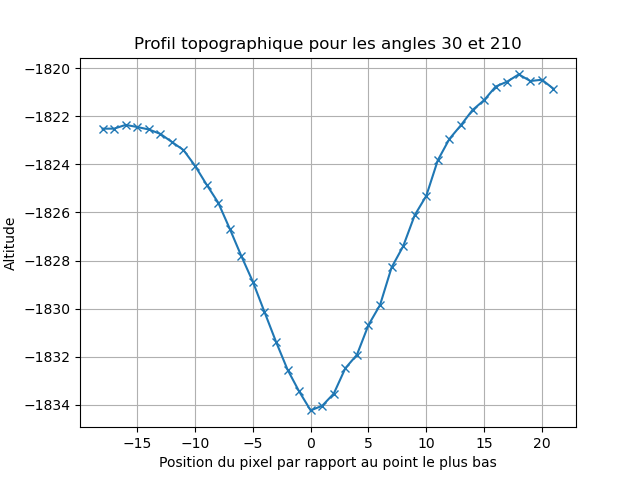 Profil topographique pour les angles 30 et 210
−1820
−1822
−1824
−1826
−1828
−1830
−1832
−1834
Altitude
−15 −10 −5 0 5 10 15 20
Position du pixel par rapport au point le plus bas